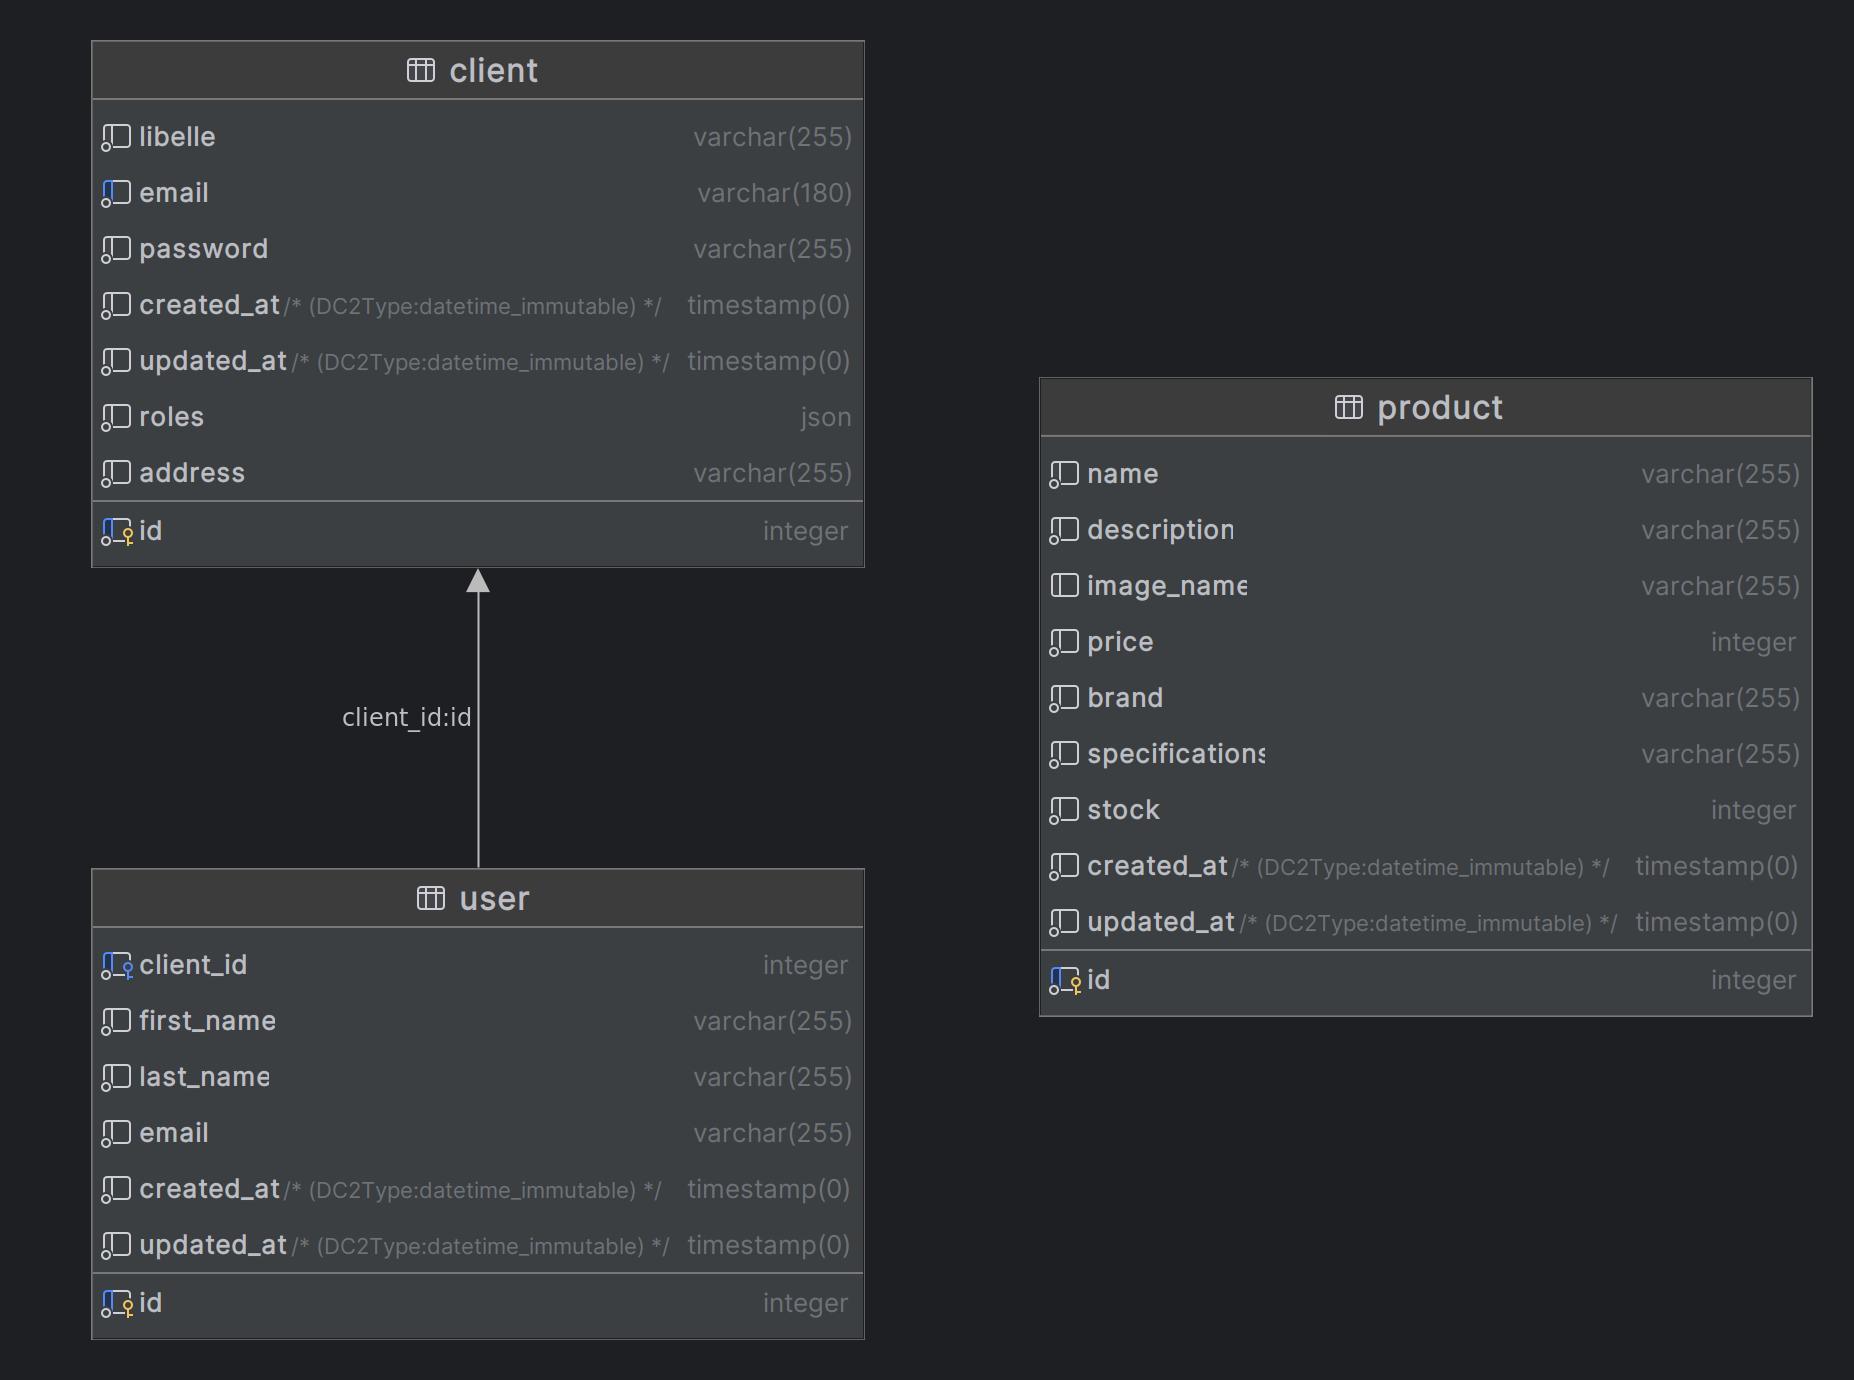 client
libelle varchar(255)
email varchar(180)
password varchar(255)
created_at /* (DC2Type:datetime_immutable) */ timestamp(0)
updated_at /* (DC2Type:datetime_immutable) */ timestamp(0)
roles json
address varchar(255)
id integer
client_id:id
user
client_id integer
first_name varchar(255)
last_name varchar(255)
email varchar(255)
created_at /* (DC2Type:datetime_immutable) */ timestamp(0)
updated_at /* (DC2Type:datetime_immutable) */ timestamp(0)
id integer
product
name varchar(255)
description varchar(255)
image_name varchar(255)
price integer
brand varchar(255)
specifications varchar(255)
stock integer
created_at /* (DC2Type:datetime_immutable) */ timestamp(0)
updated_at /* (DC2Type:datetime_immutable) */ timestamp(0)
id integer